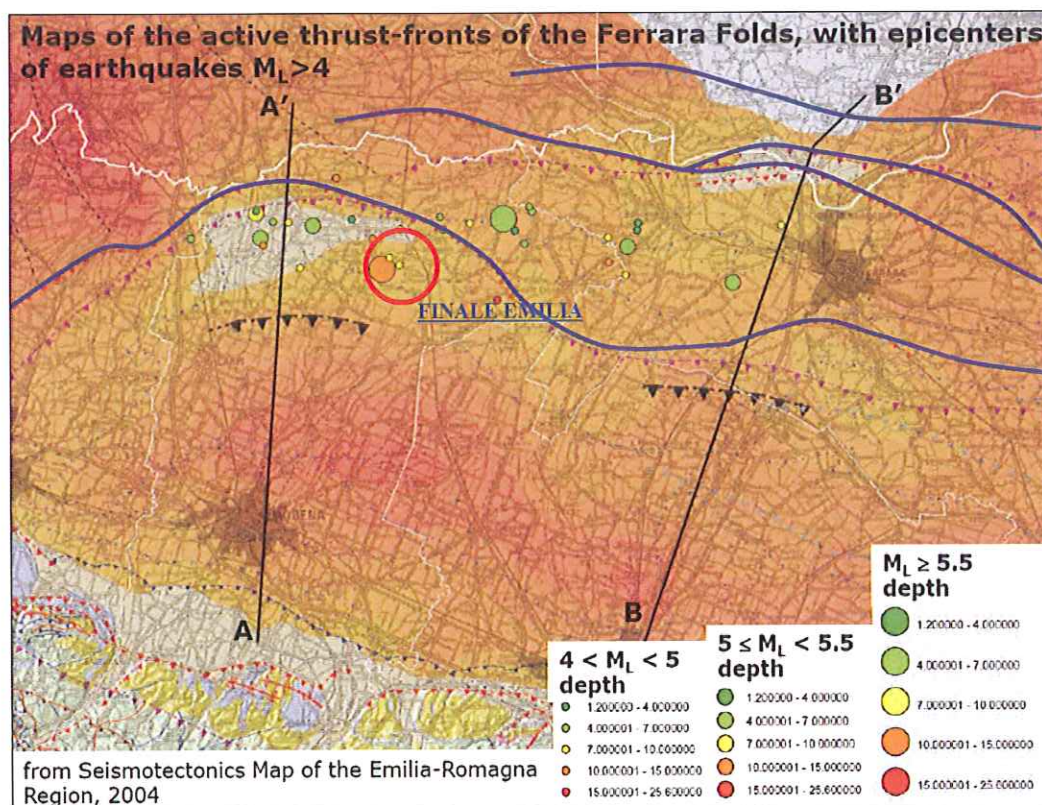 Maps of the active thrust-fronts of the Ferrara Folds, with epicenters
of earthquakes M_L>4
A'
B'
FINALE EMILIA
A
B
4 < M_L < 5
depth
1.200000 - 4.000000
4.000001 - 7.000000
7.000001 - 10.000000
10.000001 - 15.000000
15.000001 - 25.600000
5 ≤ M_L < 5.5
depth
1.200000 - 4.000000
4.000001 - 7.000000
7.000001 - 10.000000
10.000001 - 15.000000
15.000001 - 25.600000
M_L ≥ 5.5
depth
1.200000 - 4.000000
4.000001 - 7.000000
7.000001 - 10.000000
10.000001 - 15.000000
15.000001 - 25.600000
from Seismotectonics Map of the Emilia-Romagna
Region, 2004